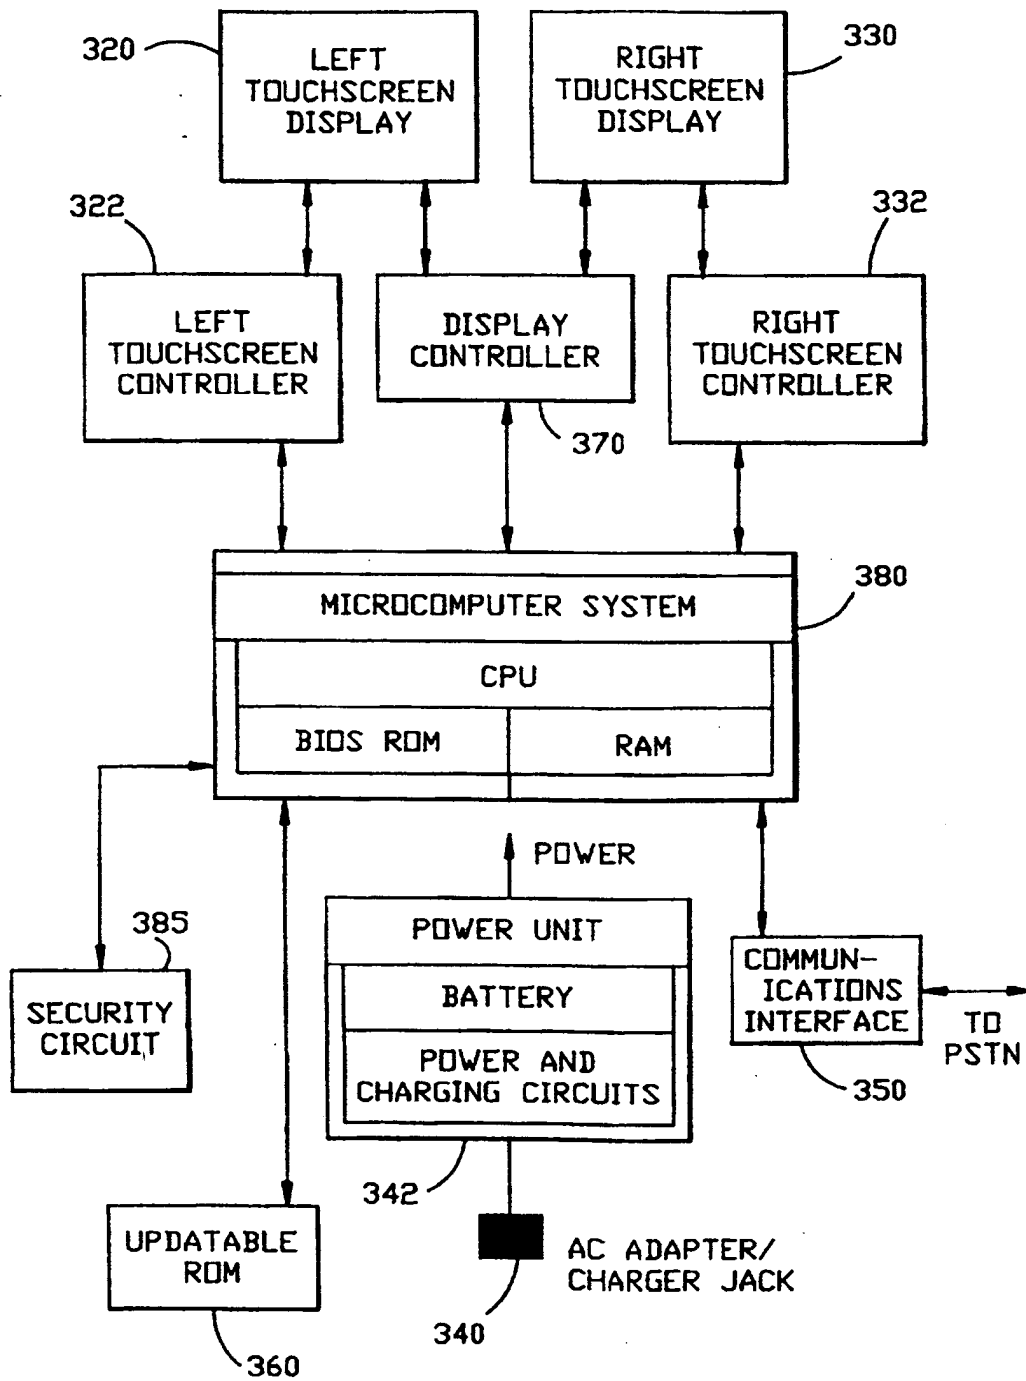 320
LEFT
TOUCHSCREEN
DISPLAY
RIGHT
TOUCHSCREEN
DISPLAY
330
322
332
LEFT
TOUCHSCREEN
CONTROLLER
DISPLAY
CONTROLLER
RIGHT
TOUCHSCREEN
CONTROLLER
370
380
MICROCOMPUTER SYSTEM
CPU
BIOS ROM
RAM
POWER
385
SECURITY
CIRCUIT
POWER UNIT
BATTERY
POWER AND
CHARGING CIRCUITS
COMMUN-
ICATIONS
INTERFACE
TO
PSTN
350
342
UPDATABLE
ROM
AC ADAPTER/
CHARGER JACK
340
360